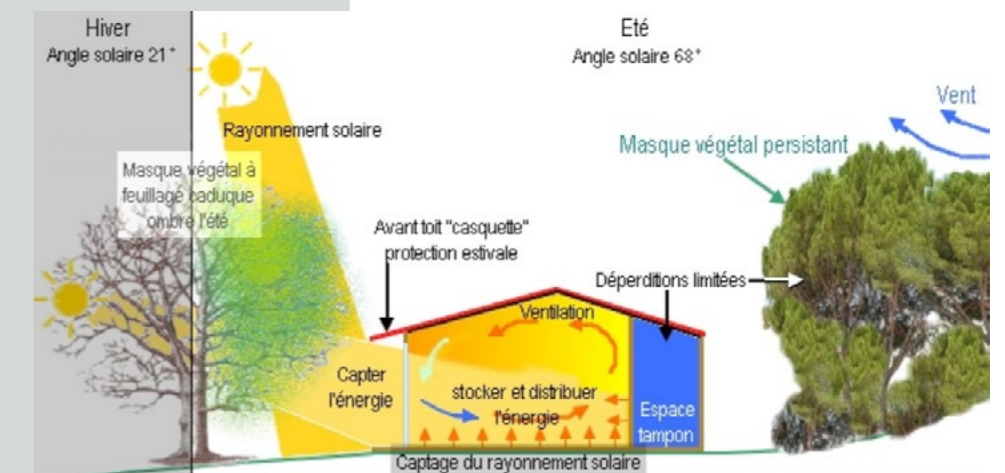 Hiver
Angle solaire 21°
Eté
Angle solaire 68°
Vent
Rayonnement solaire
Masque végétal persistant
Masque végétal à
feuillage caduque
ombre l'été
Avant toit "casquette"
protection estivale
Déperditions limitées
Ventilation
Capter
l'énergie
stocker et distribuer
l'énergie
Espace
tampon
Captage du rayonnement solaire